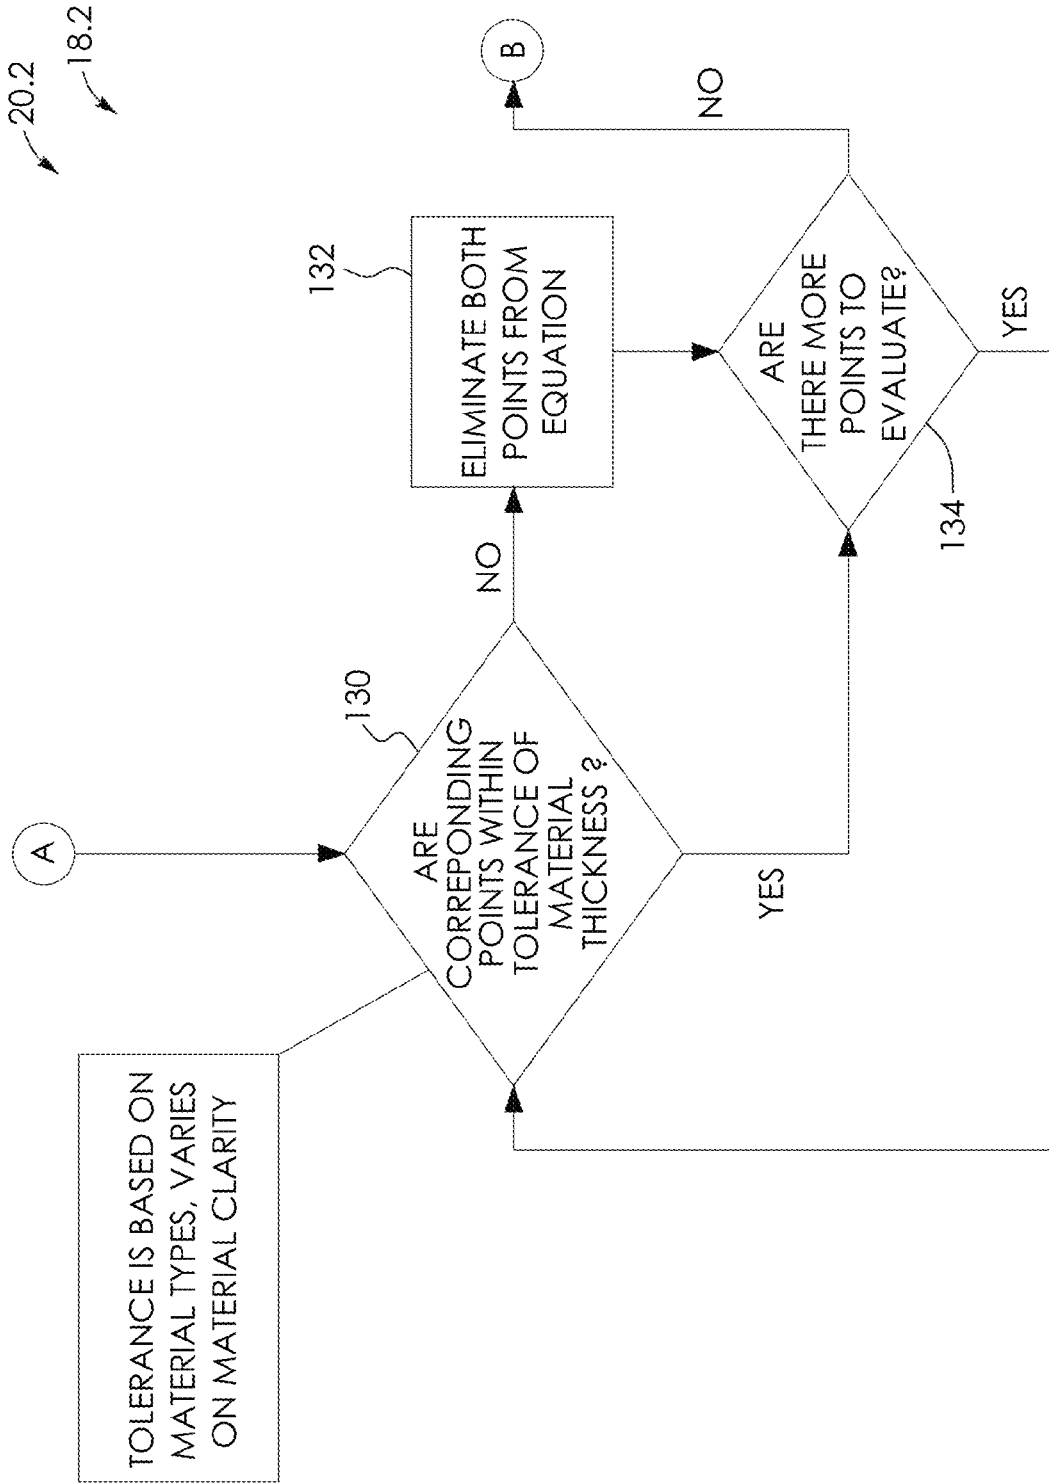 20.2
18.2
A
TOLERANCE IS BASED ON
MATERIAL TYPES, VARIES
ON MATERIAL CLARITY
130
ARE
CORREPONDING
POINTS WITHIN
TOLERANCE OF
MATERIAL
THICKNESS ?
NO
132
ELIMINATE BOTH
POINTS FROM
EQUATION
B
YES
134
ARE
THERE MORE
POINTS TO
EVALUATE?
NO
YES